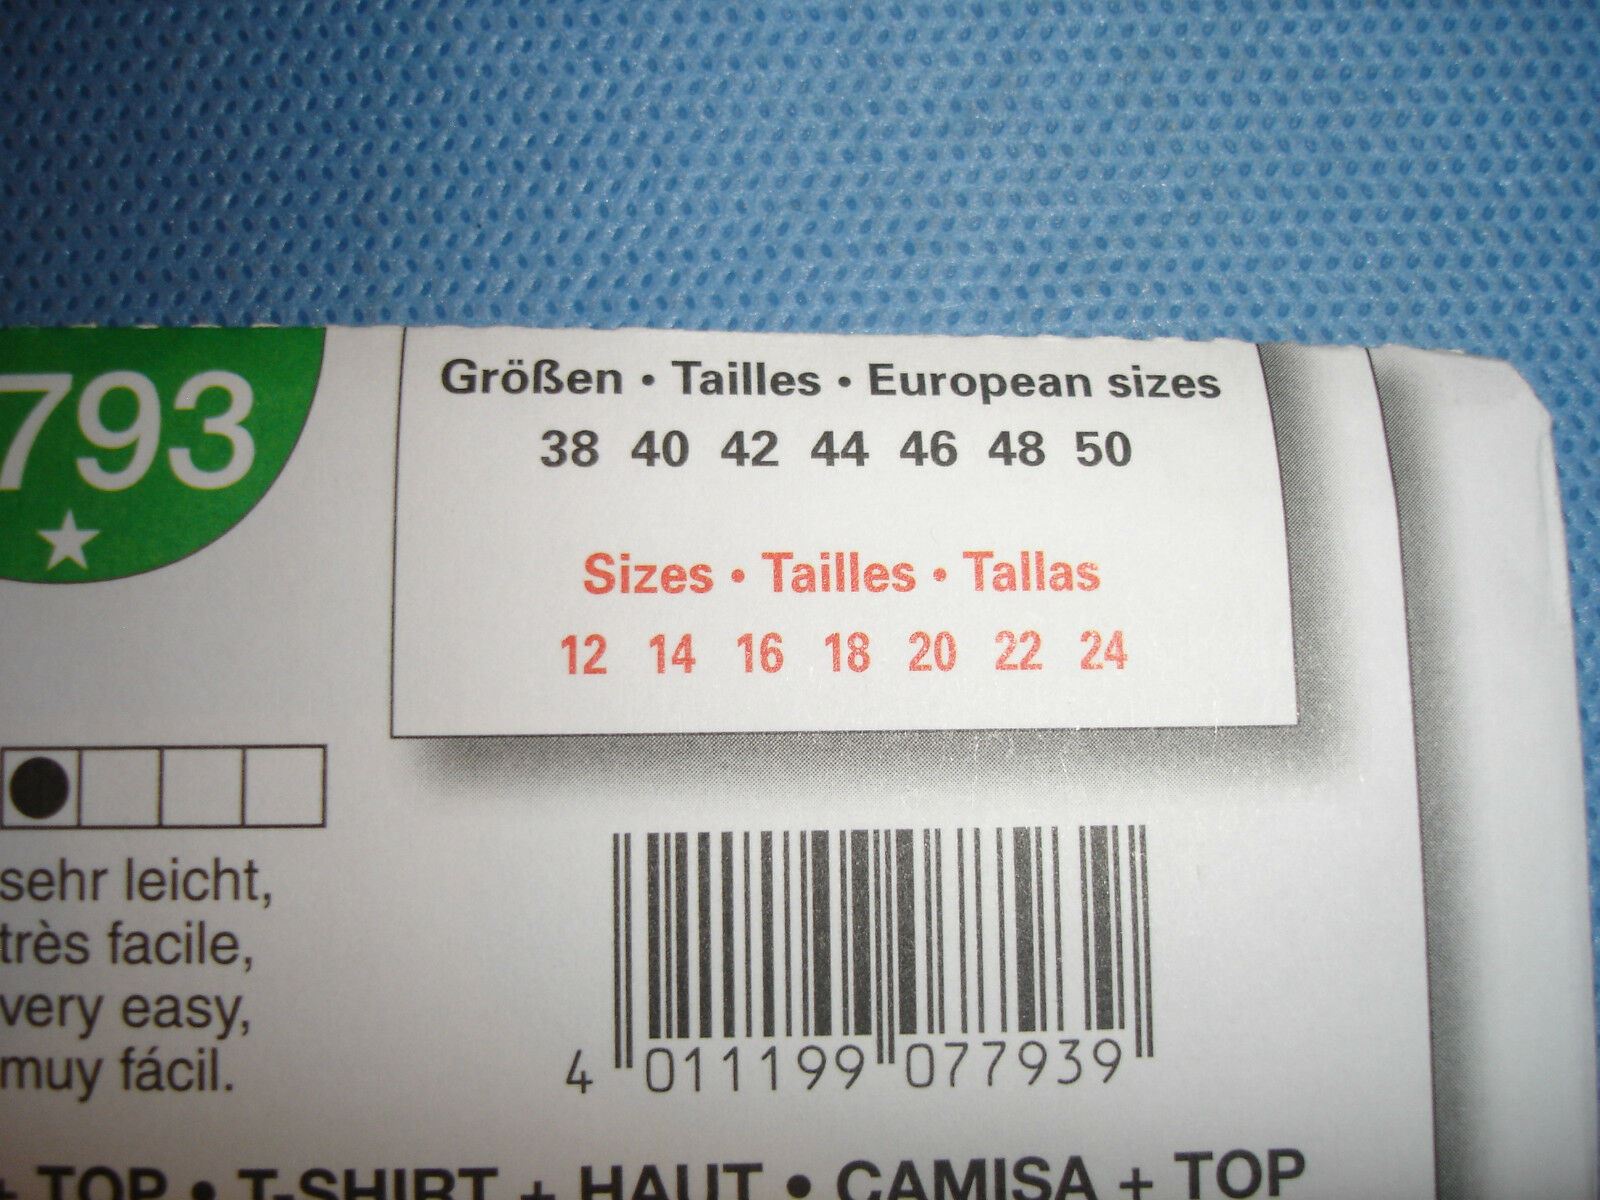 793
Größen • Tailles • European sizes
38 40 42 44 46 48 50
Sizes • Tailles • Tallas
12 14 16 18 20 22 24
sehr leicht,
très facile,
very easy,
muy fácil.
4 011199 077939
+ TOP • T-SHIRT + HAUT • CAMISA + TOP